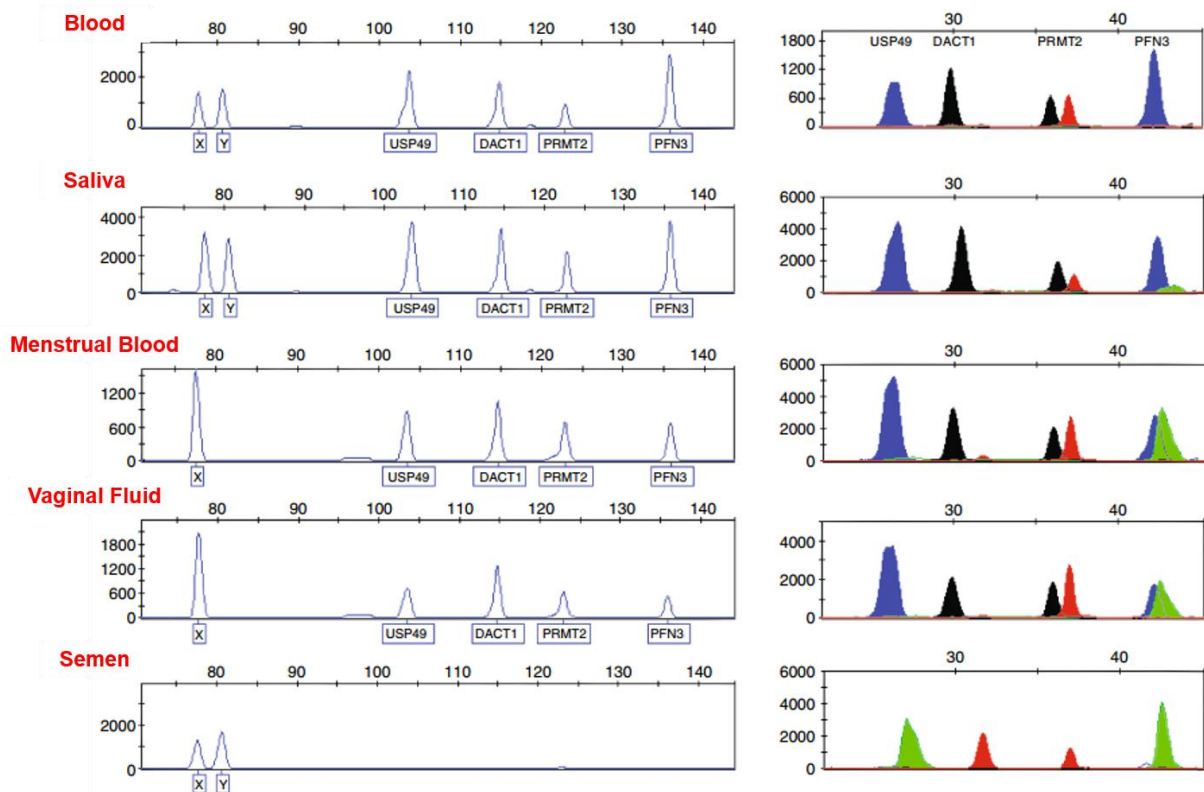 Blood
80 90 100 110 120 130 140
2000
0
X Y USP49 DACT1 PRMT2 PFN3
30 40
1800
1200
600
0
USP49 DACT1 PRMT2 PFN3
Saliva
80 90 100 110 120 130 140
4000
2000
0
X Y USP49 DACT1 PRMT2 PFN3
30 40
6000
4000
2000
0
Menstrual Blood
80 90 100 110 120 130 140
1200
600
0
X USP49 DACT1 PRMT2 PFN3
30 40
6000
4000
2000
0
Vaginal Fluid
80 90 100 110 120 130 140
1800
1200
600
0
X USP49 DACT1 PRMT2 PFN3
30 40
4000
2000
0
Semen
80 90 100 110 120 130 140
2000
0
X Y
30 40
6000
4000
2000
0